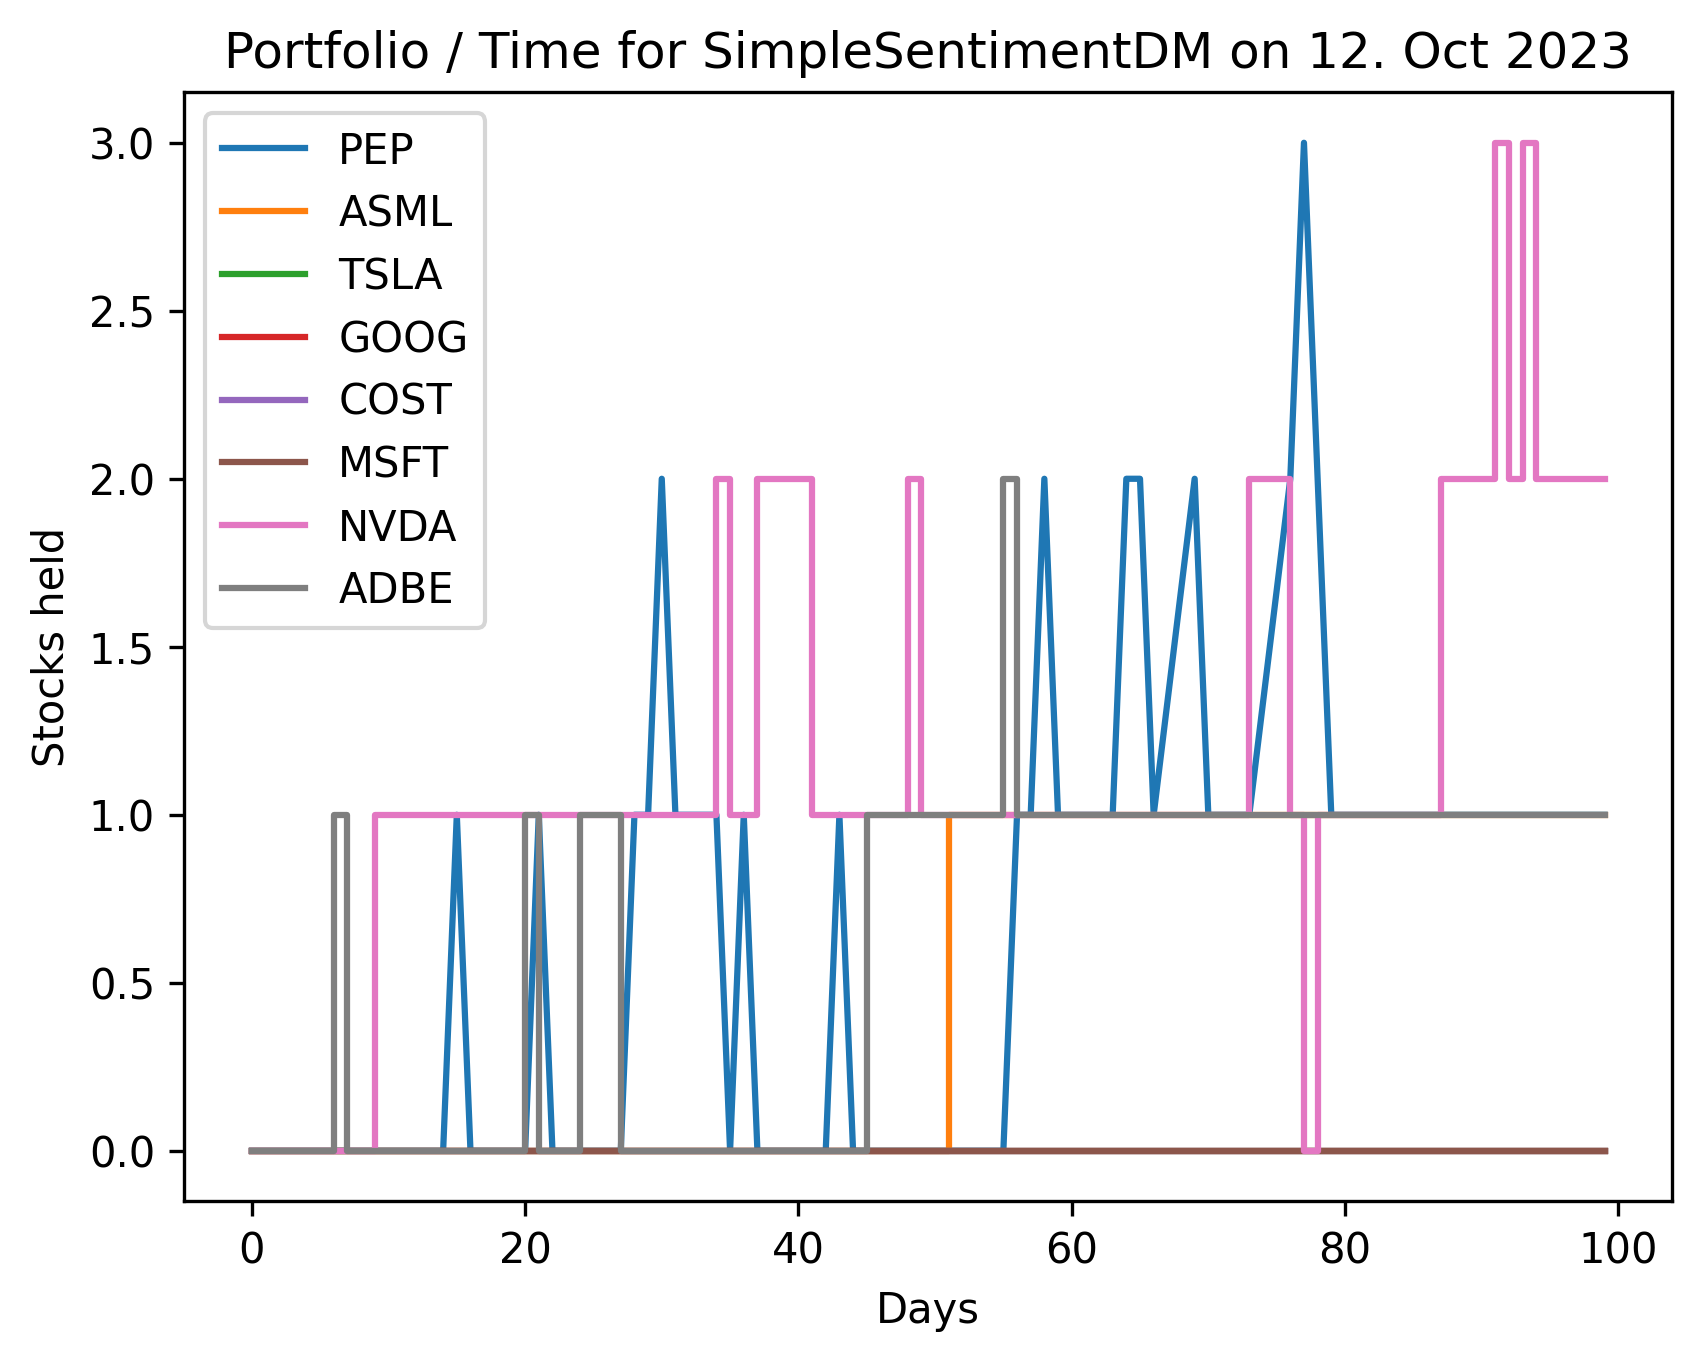 Portfolio / Time for SimpleSentimentDM on 12. Oct 2023
PEP
ASML
TSLA
GOOG
COST
MSFT
NVDA
ADBE
3.0
2.5
2.0
1.5
1.0
0.5
0.0
Stocks held
0 20 40 60 80 100
Days